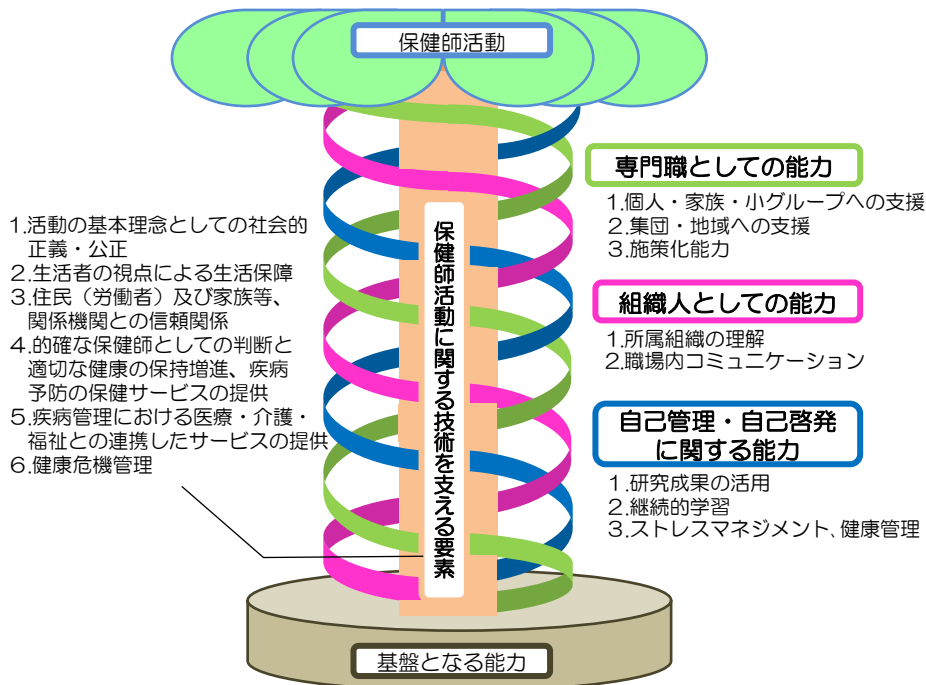 保健師活動
専門職としての能力
1.個人・家族・小グループへの支援
2.集団・地域への支援
3.施策化能力
組織人としての能力
1.所属組織の理解
2.職場内コミュニケーション
自己管理・自己啓発
に関する能力
1.研究成果の活用
2.継続的学習
3.ストレスマネジメント、健康管理
1.活動の基本理念としての社会的
正義・公正
2.生活者の視点による生活保障
3.住民（労働者）及び家族等、
関係機関との信頼関係
4.的確な保健師としての判断と
適切な健康の保持増進、疾病
予防の保健サービスの提供
5.疾病管理における医療・介護・
福祉との連携したサービスの提供
6.健康危機管理
保健師活動に関する技術を支える要素
基盤となる能力